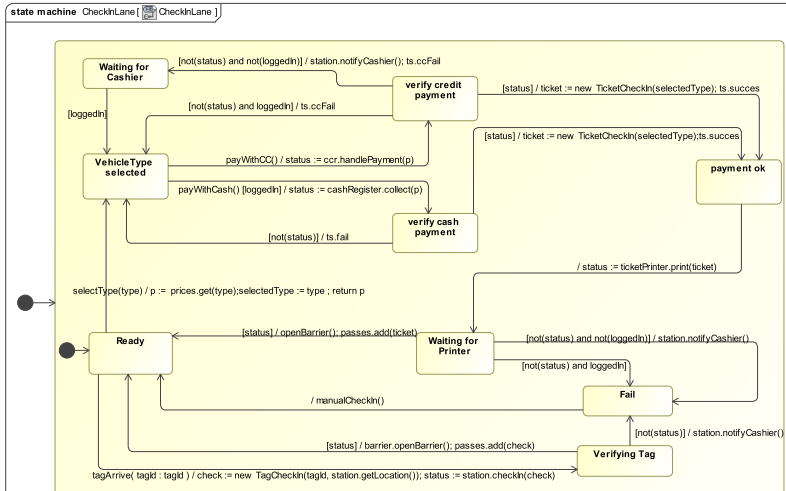 state machine CheckInLane [ CheckInLane ]
[not(status) and not(loggedIn)] / station.notifyCashier(); ts.ccFail
Waiting for
Cashier
verify credit
payment
[status] / ticket := new TicketCheckIn(selectedType); ts.succes
[not(status) and loggedIn] / ts.ccFail
[loggedIn]
[status] / ticket := new TicketCheckIn(selectedType);ts.succes
VehicleType
selected
payWithCC() / status := ccr.handlePayment(p)
payment ok
payWithCash() [loggedIn] / status := cashRegister.collect(p)
verify cash
payment
[not(status)] / ts.fail
/ status := ticketPrinter.print(ticket)
selectType(type) / p := prices.get(type);selectedType := type ; return p
[status] / openBarrier(); passes.add(ticket)
Ready
Waiting for
Printer
[not(status) and not(loggedIn)] / station.notifyCashier()
[not(status) and loggedIn]
Fail
/ manualCheckIn()
[not(status)] / station.notifyCashier()
[status] / barrier.openBarrier(); passes.add(check)
Verifying Tag
tagArrive( tagId : tagId ) / check := new TagCheckIn(tagId, station.getLocation()); status := station.checkIn(check)